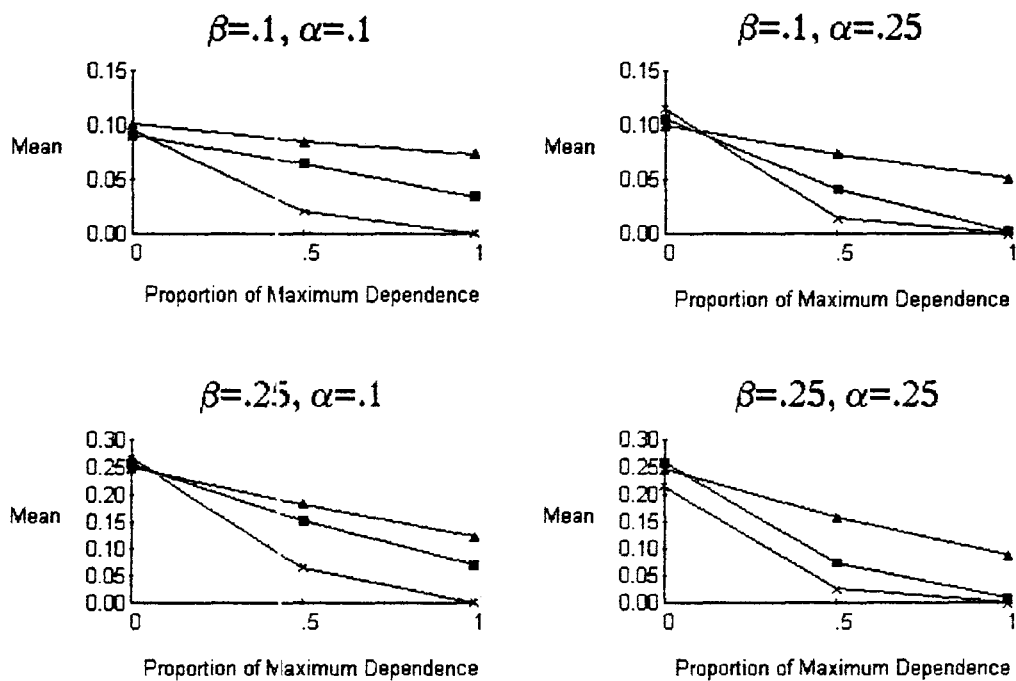 β=.1, α=.1
0.15
0.10
Mean
0.05
0.00
0 .5 1
Proportion of Maximum Dependence
β=.1, α=.25
0.15
0.10
Mean
0.05
0.00
0 .5 1
Proportion of Maximum Dependence
β=.25, α=.1
0.30
0.25
0.20
Mean
0.15
0.10
0.05
0.00
0 .5 1
Proportion of Maximum Dependence
β=.25, α=.25
0.30
0.25
0.20
Mean
0.15
0.10
0.05
0.00
0 .5 1
Proportion of Maximum Dependence